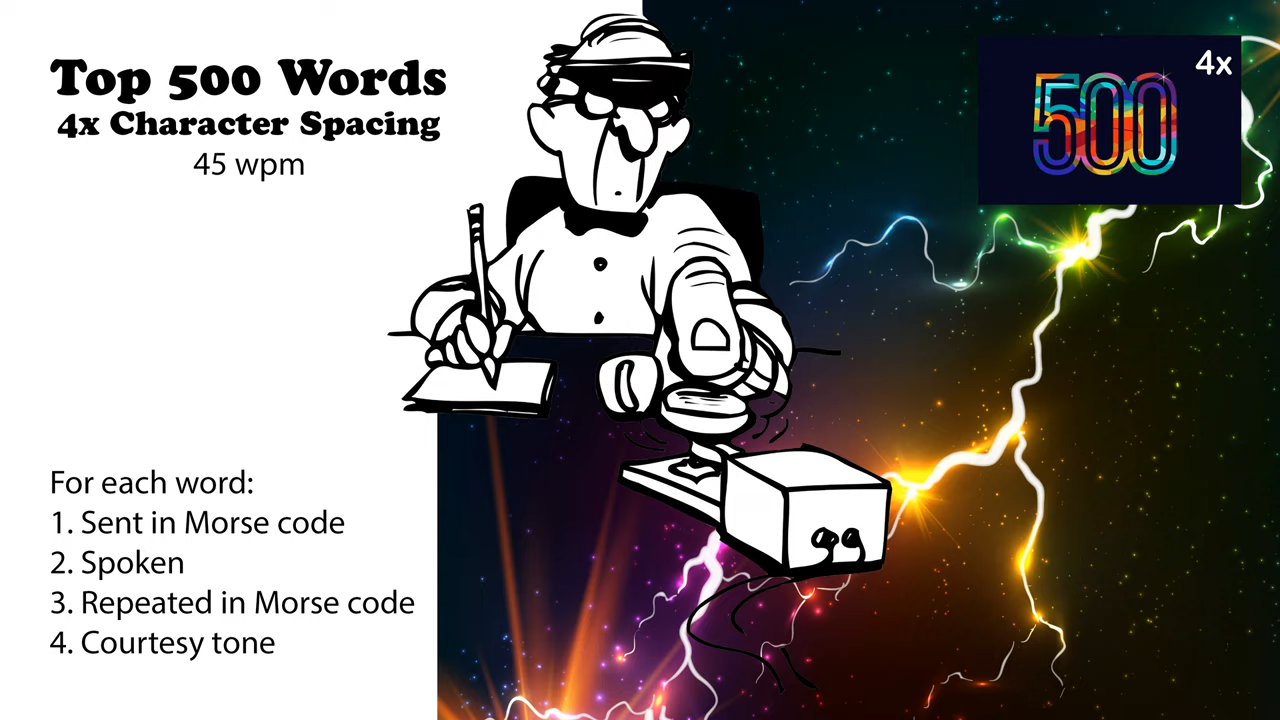 Top 500 Words
4x Character Spacing
45 wpm
4x
500
For each word:
1. Sent in Morse code
2. Spoken
3. Repeated in Morse code
4. Courtesy tone